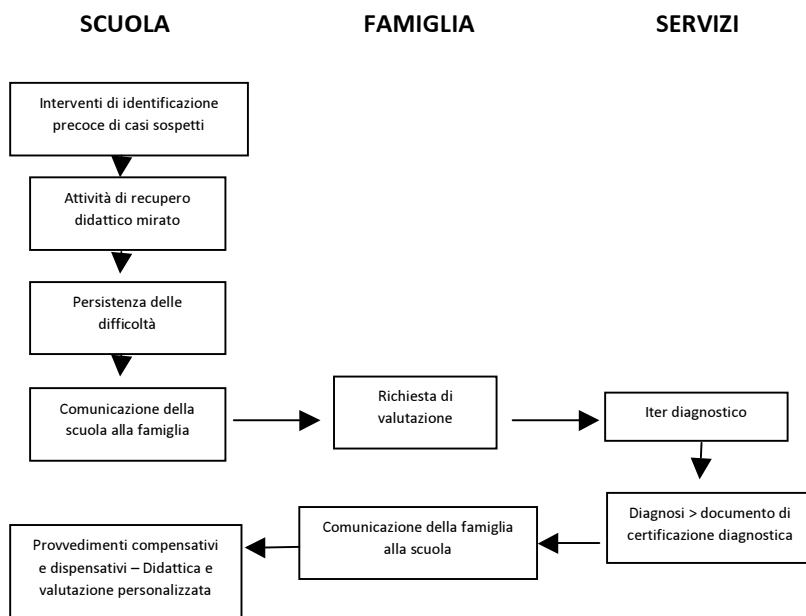 SCUOLA
FAMIGLIA
SERVIZI
Interventi di identificazione
precoce di casi sospetti
Attività di recupero
didattico mirato
Persistenza delle
difficoltà
Comunicazione della
scuola alla famiglia
Richiesta di
valutazione
Iter diagnostico
Diagnosi > documento di
certificazione diagnostica
Comunicazione della famiglia
alla scuola
Provvedimenti compensativi
e dispensativi – Didattica e
valutazione personalizzata